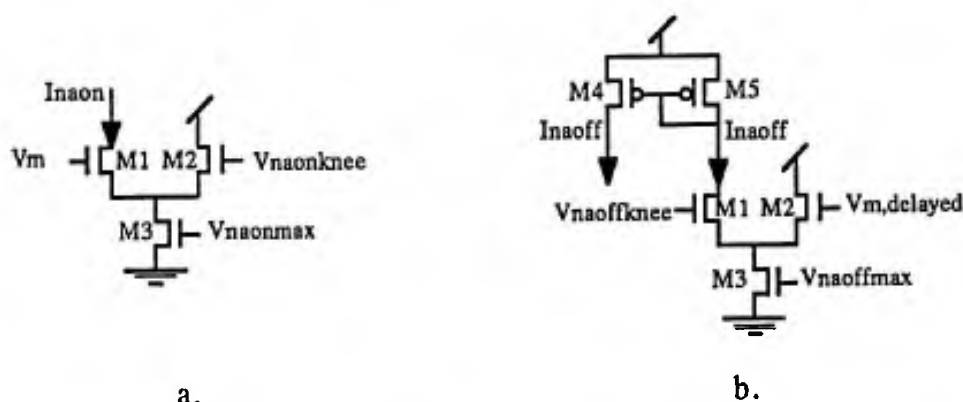 Inaon
Vm
M1
M2
Vnaonknee
M3
Vnaonmax
a.
M4
M5
Inaoff
Inaoff
Vnaoffknee
M1
M2
Vm,delayed
M3
Vnaoffmax
b.